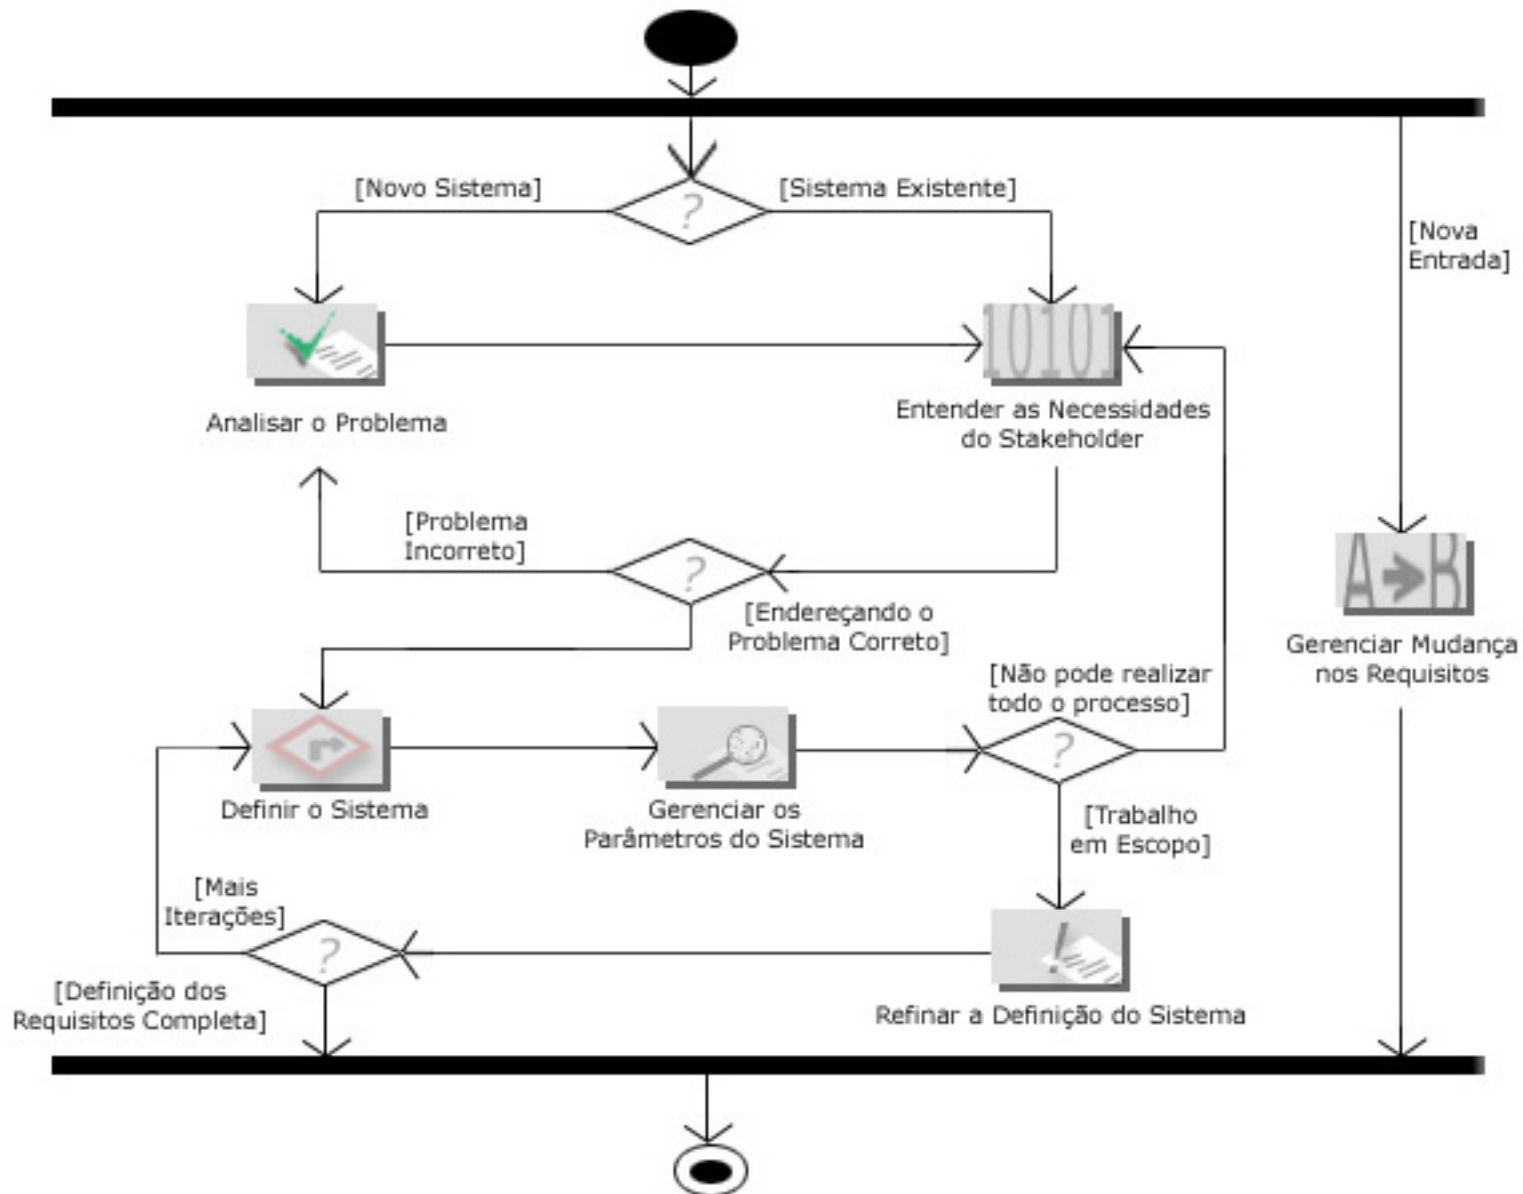 [Novo Sistema]
?
[Sistema Existente]
[Nova
Entrada]
1010101
Analisar o Problema
Entender as Necessidades
do Stakeholder
[Problema
Incorreto]
?
[Endereçando o
Problema Correto]
A B
Gerenciar Mudança
nos Requisitos
[Não pode realizar
todo o processo]
?
Definir o Sistema
Gerenciar os
Parâmetros do Sistema
[Trabalho
em Escopo]
[Mais
Iterações]
?
!
[Definição dos
Requisitos Completa]
Refinar a Definição do Sistema